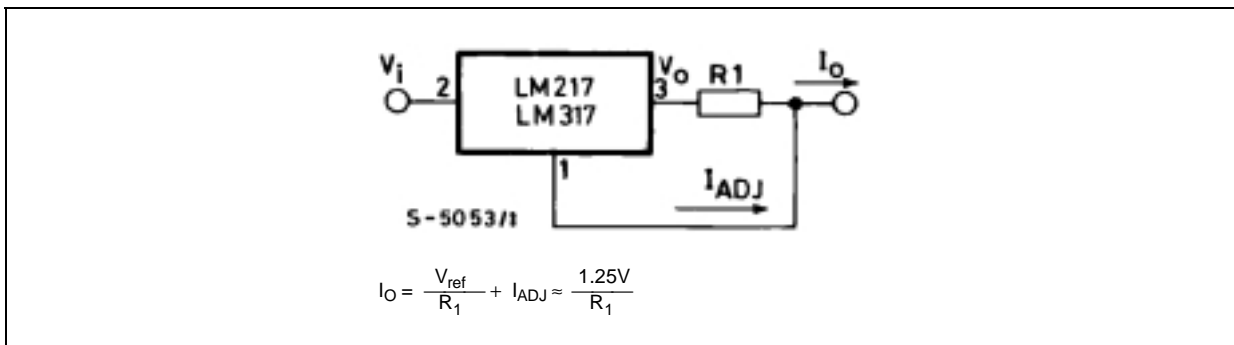 Vi
2
LM217
LM317
Vo
3
R1
Io
1
IADJ
S-5053/1
IO = Vref / R1 + IADJ ≈ 1.25V / R1